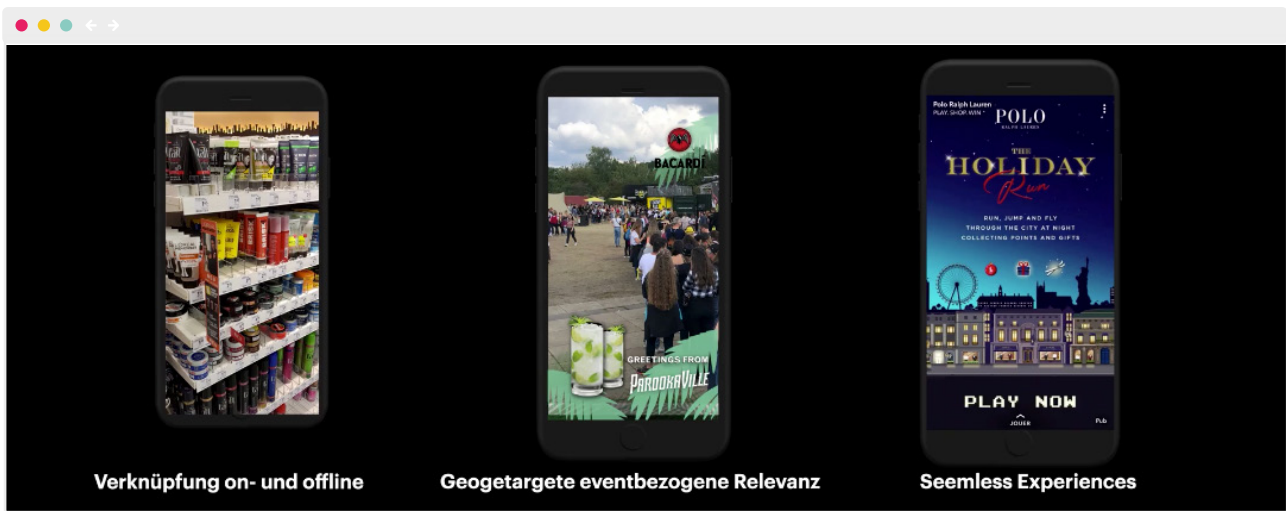 BACARDÍ
GREETINGS FROM
PAROOKAVILLE
Polo Ralph Lauren
PLAY. SHOP. WIN
POLO
RALPH LAUREN
THE
HOLIDAY
Run
RUN, JUMP AND FLY
THROUGH THE CITY AT NIGHT
COLLECTING POINTS AND GIFTS
PLAY NOW
JOUER
Pub
Verknüpfung on- und offline
Geogetargete eventbezogene Relevanz
Seemless Experiences